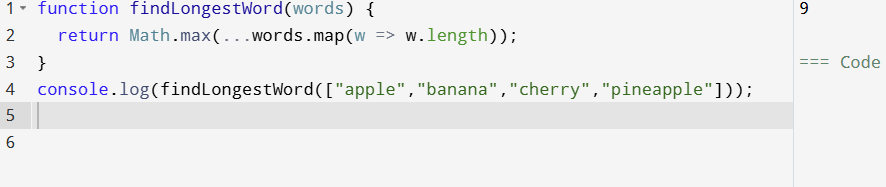 1 function findLongestWord(words) {
2   return Math.max(...words.map(w => w.length));
3 }
4 console.log(findLongestWord(["apple","banana","cherry","pineapple"]));
5
6
9
=== Code